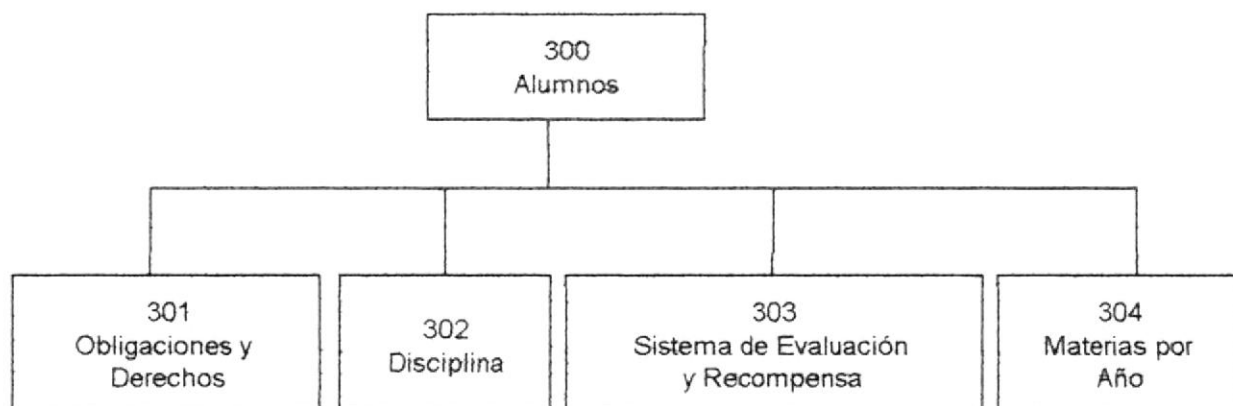 300
Alumnos
301
Obligaciones y
Derechos
302
Disciplina
303
Sistema de Evaluación
y Recompensa
304
Materias por
Año